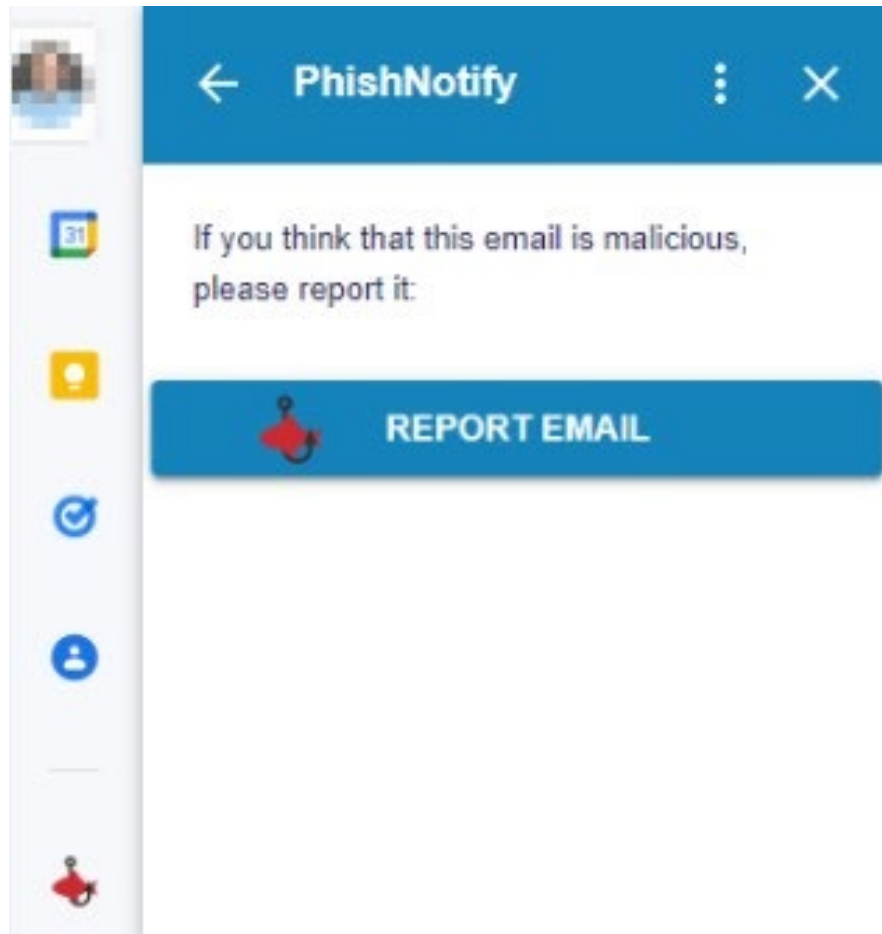 PhishNotify
31
If you think that this email is malicious,
please report it:
REPORT EMAIL